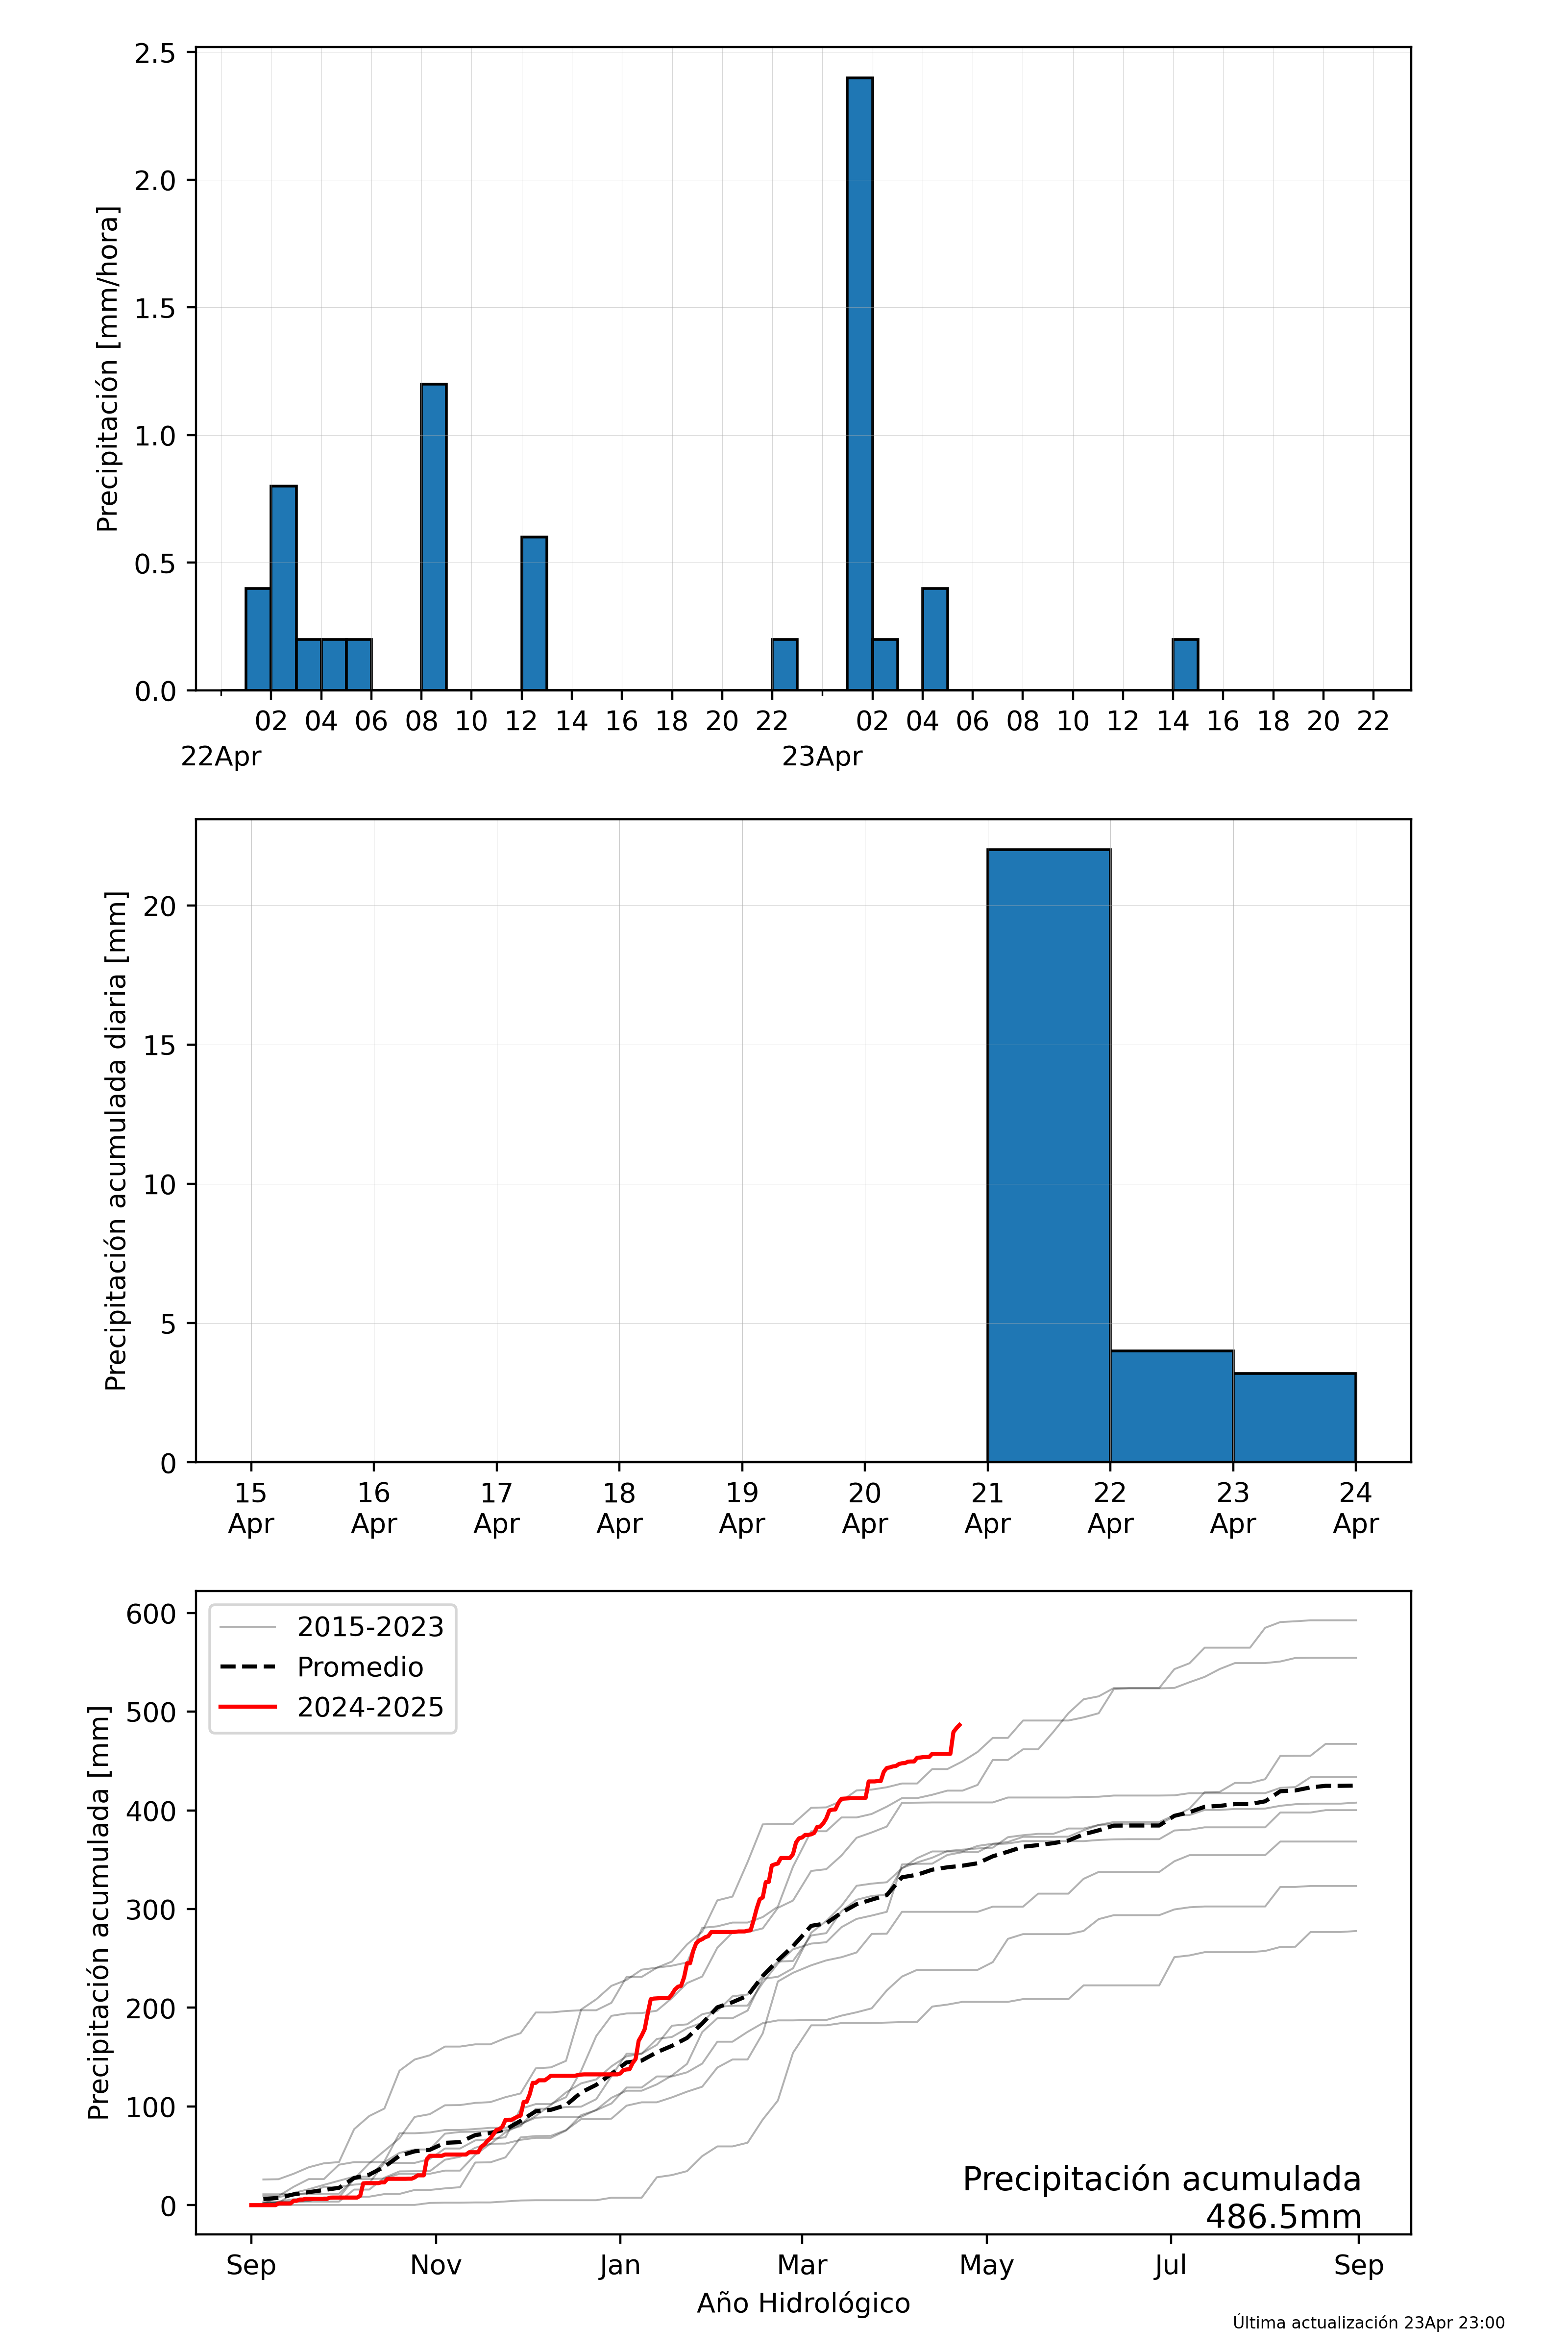 2.5
2.0
1.5
1.0
0.5
0.0
Precipitación [mm/hora]
02 04 06 08 10 12 14 16 18 20 22 02 04 06 08 10 12 14 16 18 20 22
22Apr 23Apr
20
15
10
5
0
Precipitación acumulada diaria [mm]
15 16 17 18 19 20 21 22 23 24
Apr Apr Apr Apr Apr Apr Apr Apr Apr Apr
600
500
400
300
200
100
0
Precipitación acumulada [mm]
2015-2023
Promedio
2024-2025
Precipitación acumulada
486.5mm
Sep Nov Jan Mar May Jul Sep
Año Hidrológico
Última actualización 23Apr 23:00